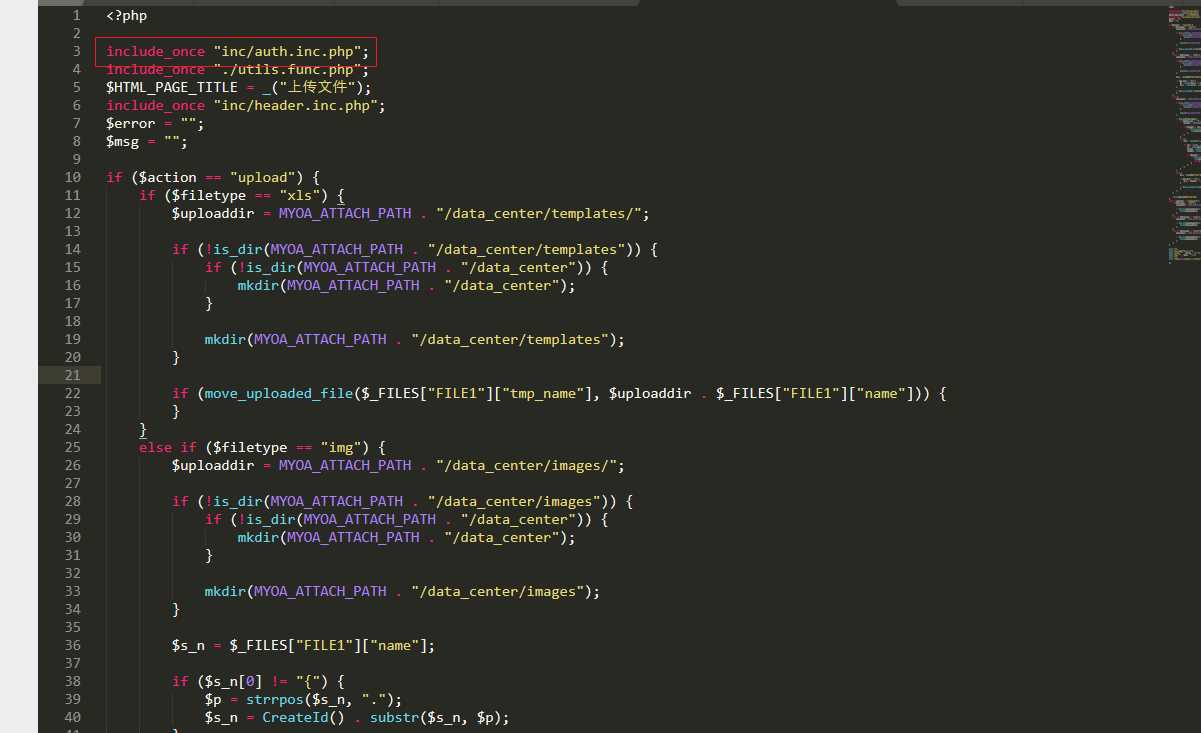 1 <?php
2
3 include_once "inc/auth.inc.php";
4 include_once "./utils.func.php";
5 $HTML_PAGE_TITLE = _("上传文件");
6 include_once "inc/header.inc.php";
7 $error = "";
8 $msg = "";
9
10 if ($action == "upload") {
11 if ($filetype == "xls") {
12 $uploaddir = MYOA_ATTACH_PATH . "/data_center/templates/";
13
14 if (!is_dir(MYOA_ATTACH_PATH . "/data_center/templates")) {
15 if (!is_dir(MYOA_ATTACH_PATH . "/data_center")) {
16 mkdir(MYOA_ATTACH_PATH . "/data_center");
17 }
18
19 mkdir(MYOA_ATTACH_PATH . "/data_center/templates");
20 }
21
22 if (move_uploaded_file($_FILES["FILE1"]["tmp_name"], $uploaddir . $_FILES["FILE1"]["name"])) {
23 }
24 }
25 else if ($filetype == "img") {
26 $uploaddir = MYOA_ATTACH_PATH . "/data_center/images/";
27
28 if (!is_dir(MYOA_ATTACH_PATH . "/data_center/images")) {
29 if (!is_dir(MYOA_ATTACH_PATH . "/data_center")) {
30 mkdir(MYOA_ATTACH_PATH . "/data_center");
31 }
32
33 mkdir(MYOA_ATTACH_PATH . "/data_center/images");
34 }
35
36 $s_n = $_FILES["FILE1"]["name"];
37
38 if ($s_n[0] != "{") {
39 $p = strrpos($s_n, ".");
40 $s_n = CreateId() . substr($s_n, $p);